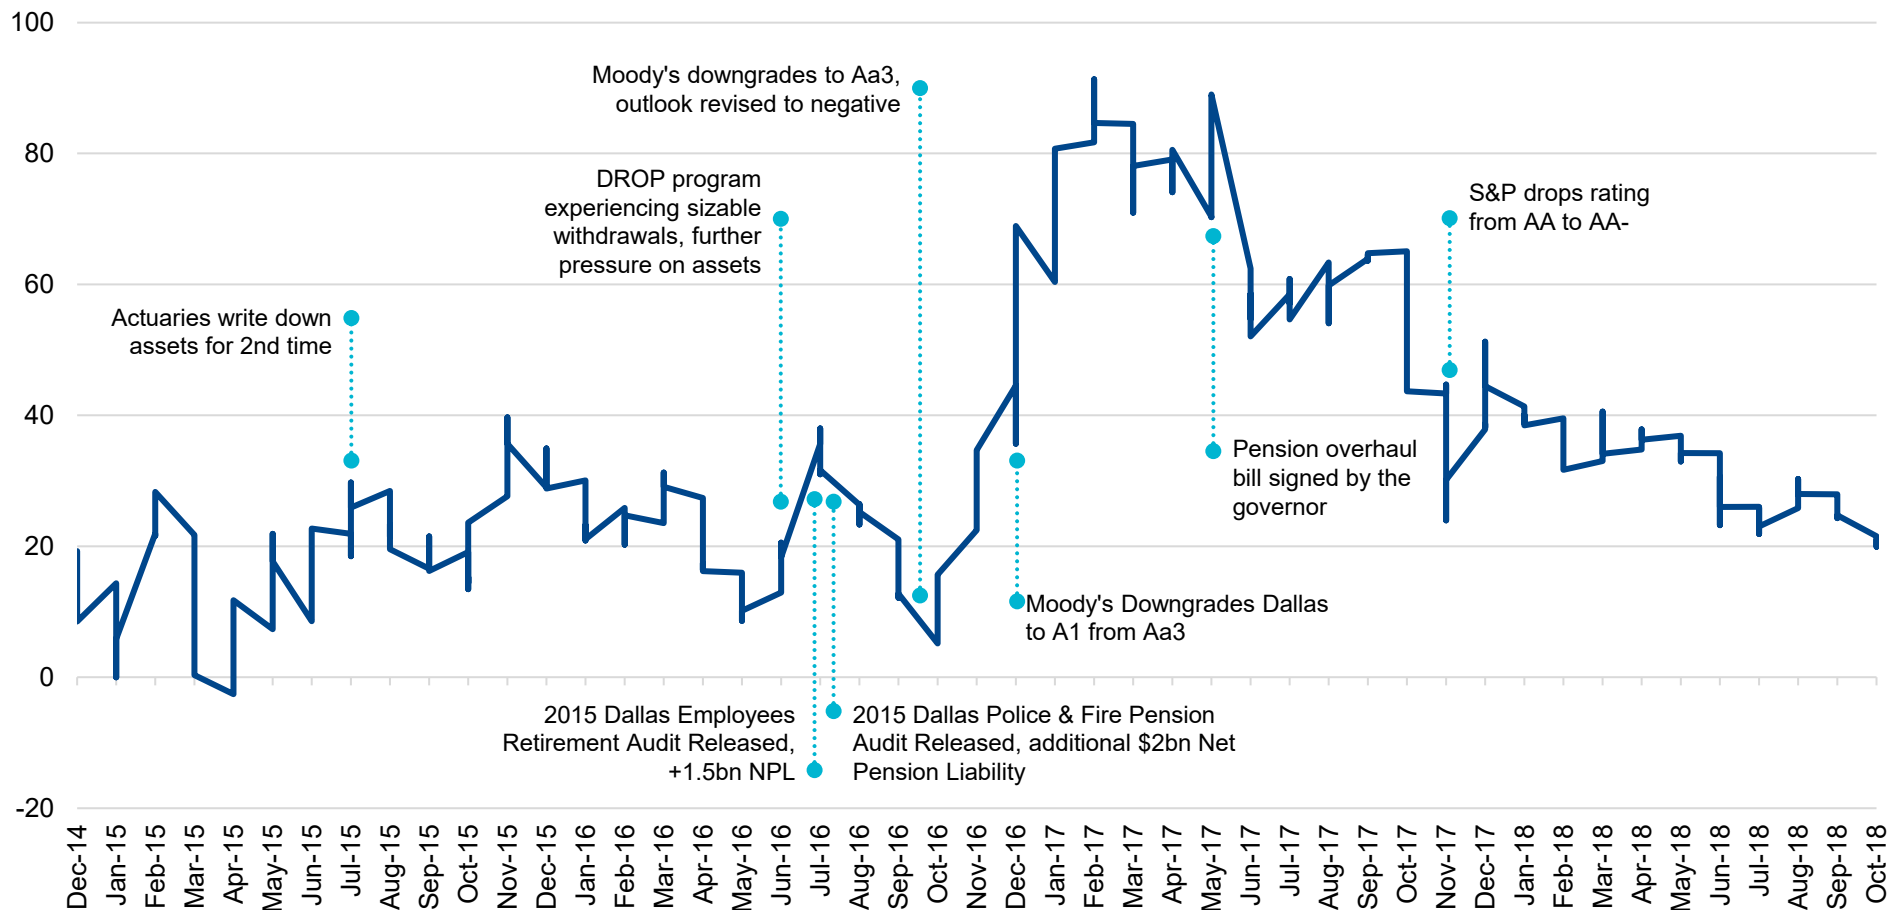 100
80
60
40
20
0
-20
Moody's downgrades to Aa3,
outlook revised to negative
DROP program
experiencing sizable
withdrawals, further
pressure on assets
S&P drops rating
from AA to AA-
Actuaries write down
assets for 2nd time
Pension overhaul
bill signed by the
governor
Moody's Downgrades Dallas
to A1 from Aa3
2015 Dallas Employees
Retirement Audit Released,
+1.5bn NPL
2015 Dallas Police & Fire Pension
Audit Released, additional $2bn Net
Pension Liability
Dec-14
Jan-15
Feb-15
Mar-15
Apr-15
May-15
Jun-15
Jul-15
Aug-15
Sep-15
Oct-15
Nov-15
Dec-15
Jan-16
Feb-16
Mar-16
Apr-16
May-16
Jun-16
Jul-16
Aug-16
Sep-16
Oct-16
Nov-16
Dec-16
Jan-17
Feb-17
Mar-17
Apr-17
May-17
Jun-17
Jul-17
Aug-17
Sep-17
Oct-17
Nov-17
Dec-17
Jan-18
Feb-18
Mar-18
Apr-18
May-18
Jun-18
Jul-18
Aug-18
Sep-18
Oct-18